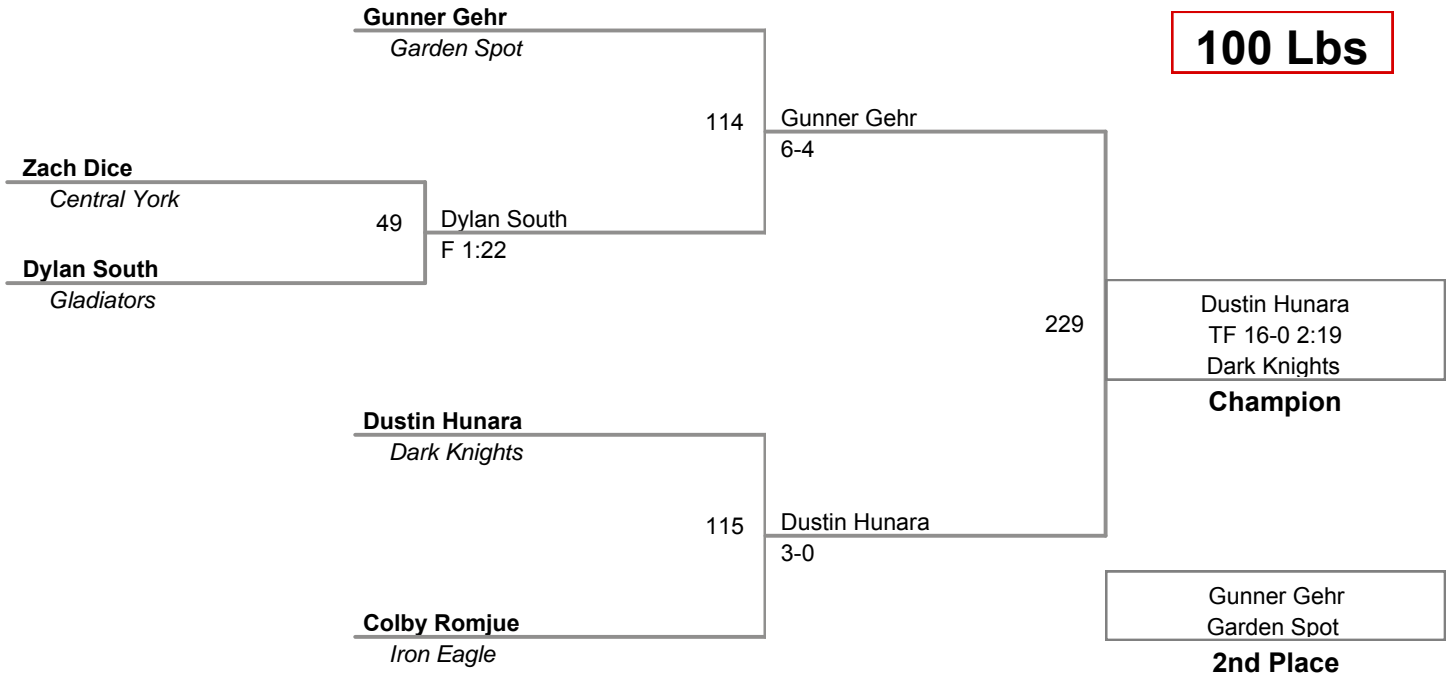 Gunner Gehr
Garden Spot
100 Lbs
114
Gunner Gehr
6-4
Zach Dice
Central York
49
Dylan South
F 1:22
Dylan South
Gladiators
229
Dustin Hunara
TF 16-0 2:19
Dark Knights
Champion
Dustin Hunara
Dark Knights
115
Dustin Hunara
3-0
Colby Romjue
Iron Eagle
Gunner Gehr
Garden Spot
2nd Place